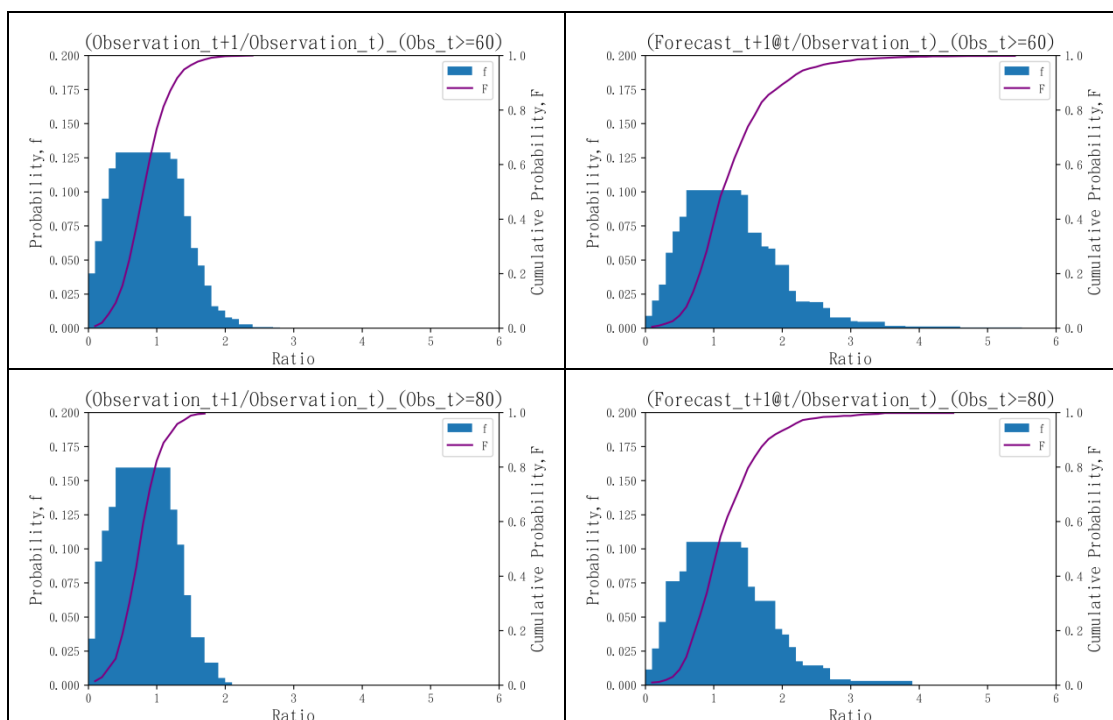 (Observation_t+1/Observation_t)_(Obs_t>=60)
0.200
0.175
0.150
0.125
0.100
0.075
0.050
0.025
0.000
Probability,f
1.0
0.8
0.6
0.4
0.2
0.0
Cumulative Probability,F
f
F
0 1 2 3 4 5 6
Ratio
(Forecast_t+1@t/Observation_t)_(Obs_t>=60)
0.200
0.175
0.150
0.125
0.100
0.075
0.050
0.025
0.000
Probability,f
1.0
0.8
0.6
0.4
0.2
0.0
Cumulative Probability,F
f
F
0 1 2 3 4 5 6
Ratio
(Observation_t+1/Observation_t)_(Obs_t>=80)
0.200
0.175
0.150
0.125
0.100
0.075
0.050
0.025
0.000
Probability,f
1.0
0.8
0.6
0.4
0.2
0.0
Cumulative Probability,F
f
F
0 1 2 3 4 5 6
Ratio
(Forecast_t+1@t/Observation_t)_(Obs_t>=80)
0.200
0.175
0.150
0.125
0.100
0.075
0.050
0.025
0.000
Probability,f
1.0
0.8
0.6
0.4
0.2
0.0
Cumulative Probability,F
f
F
0 1 2 3 4 5 6
Ratio